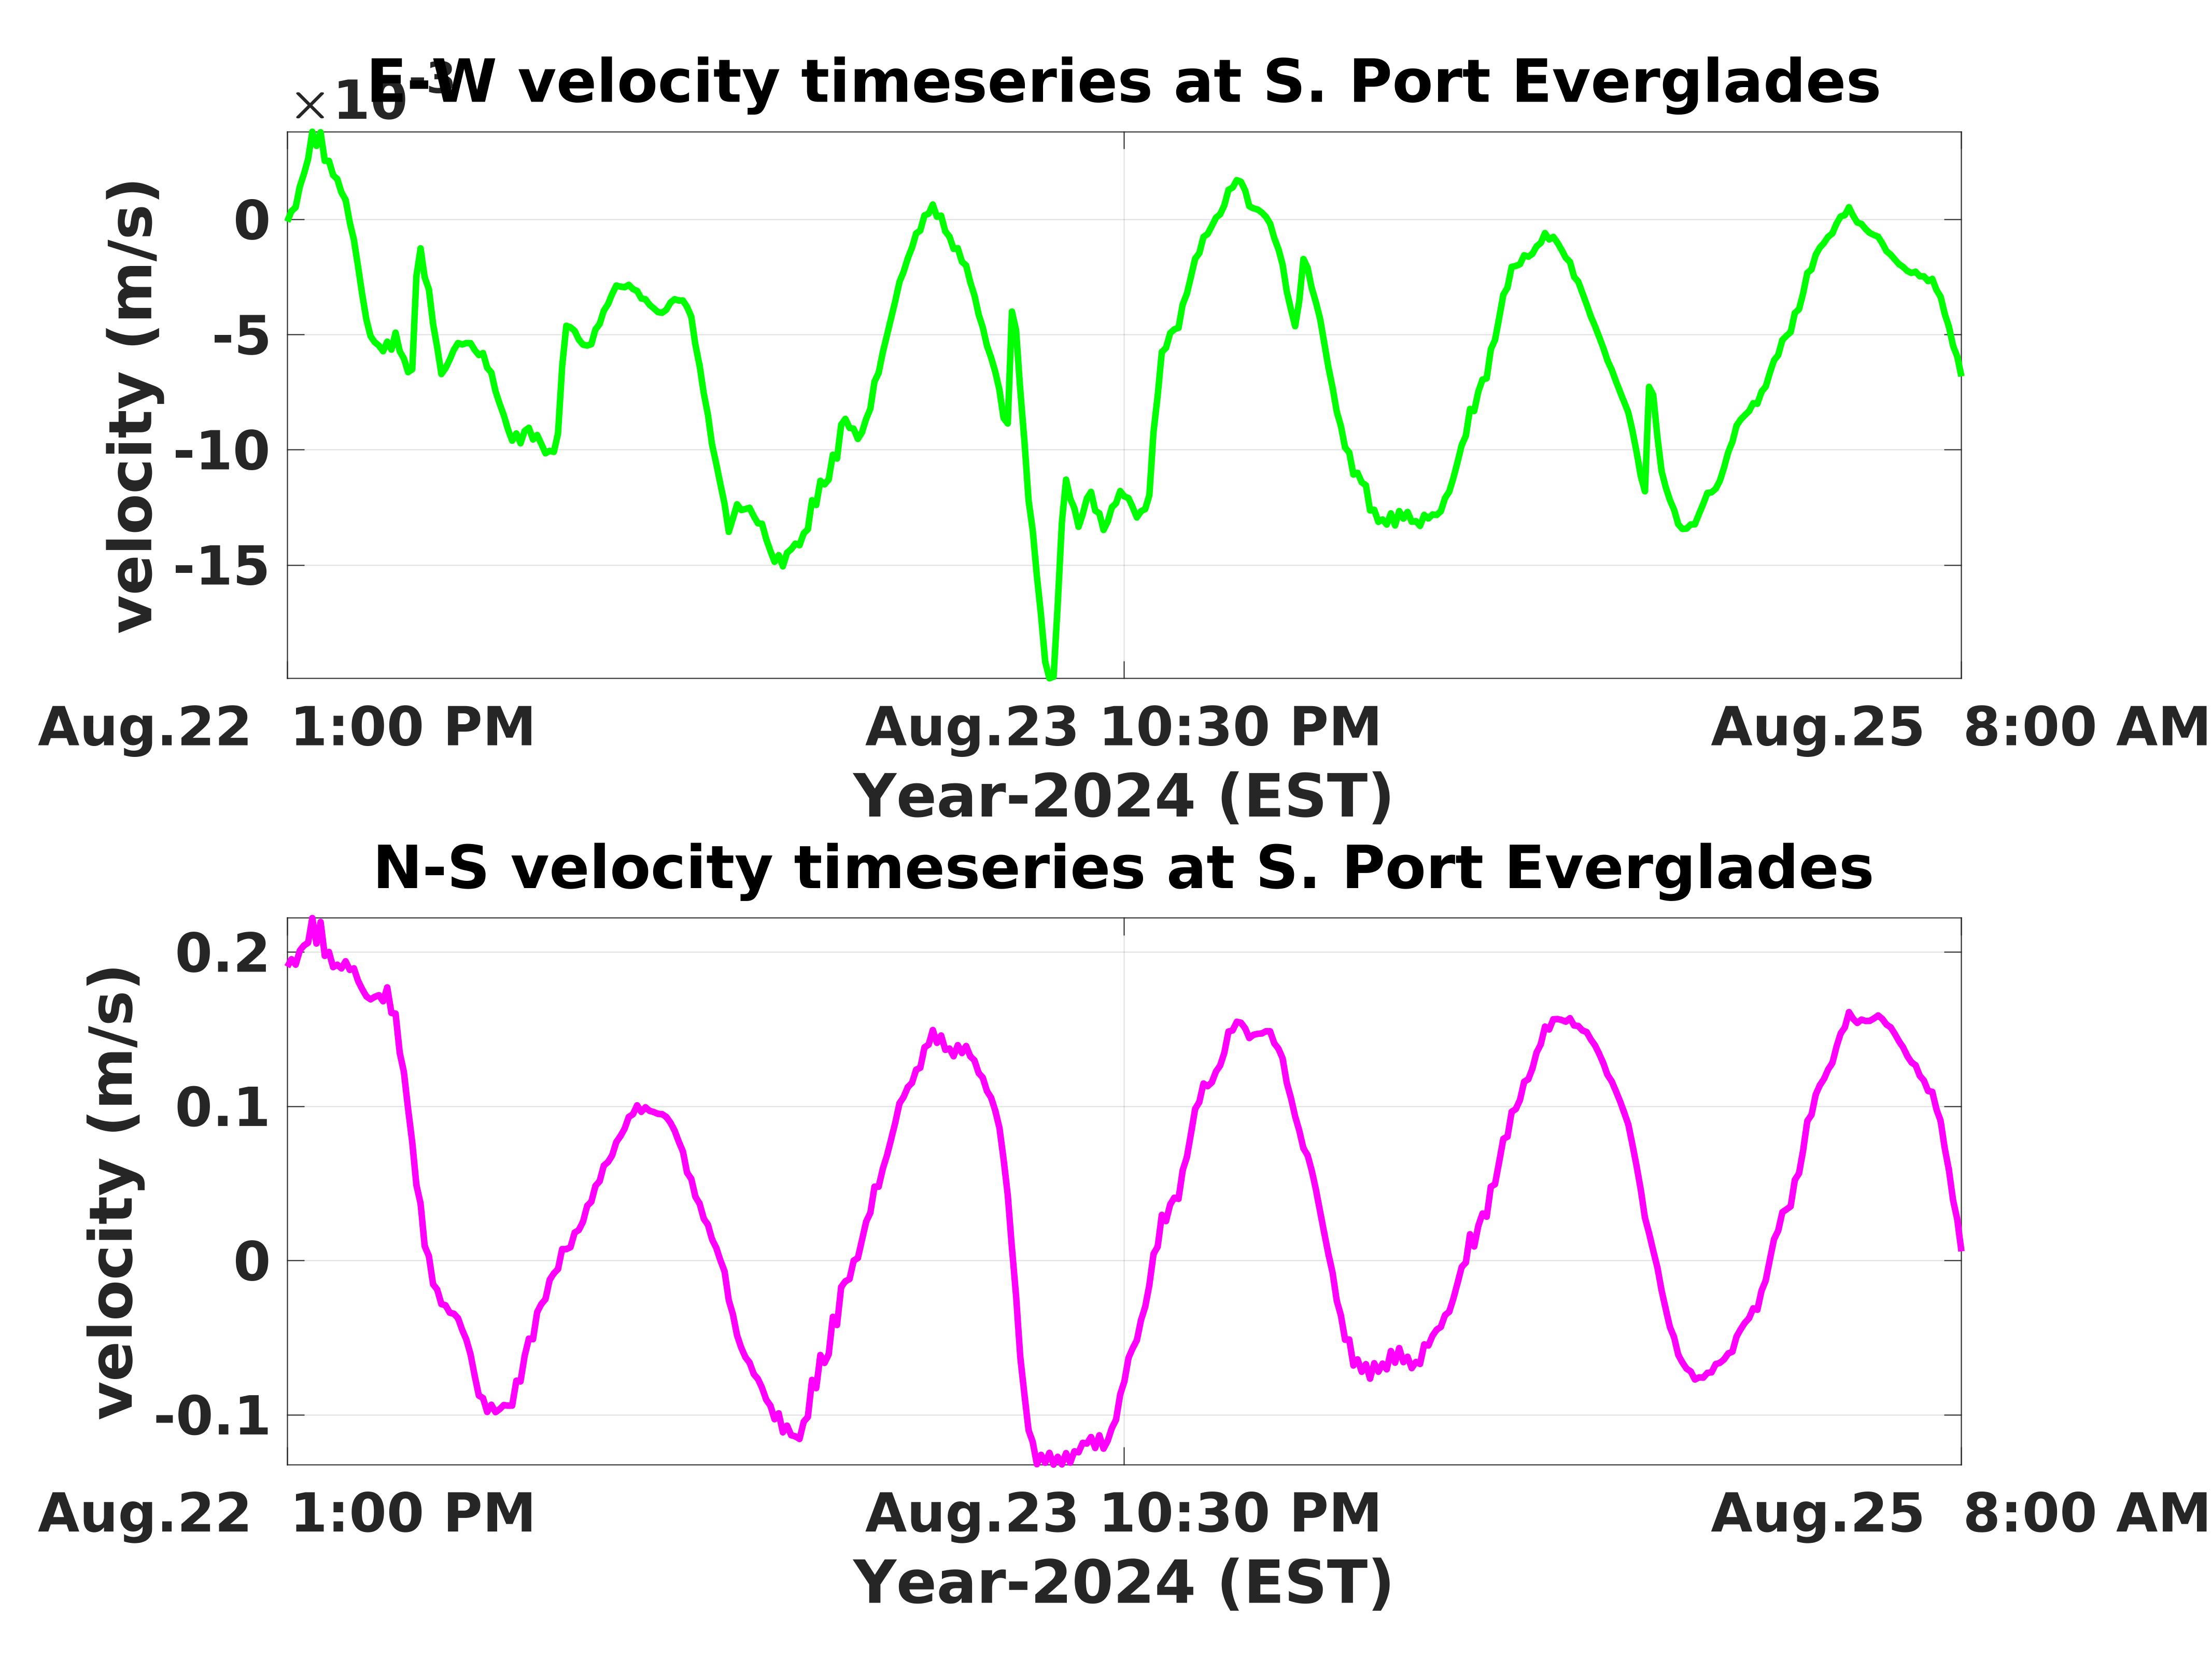 E-W velocity timeseries at S. Port Everglades
×10-3
velocity (m/s)
0
-5
-10
-15
Aug.22 1:00 PM Aug.23 10:30 PM Aug.25 8:00 AM
Year-2024 (EST)
N-S velocity timeseries at S. Port Everglades
velocity (m/s)
0.2
0.1
0
-0.1
Aug.22 1:00 PM Aug.23 10:30 PM Aug.25 8:00 AM
Year-2024 (EST)